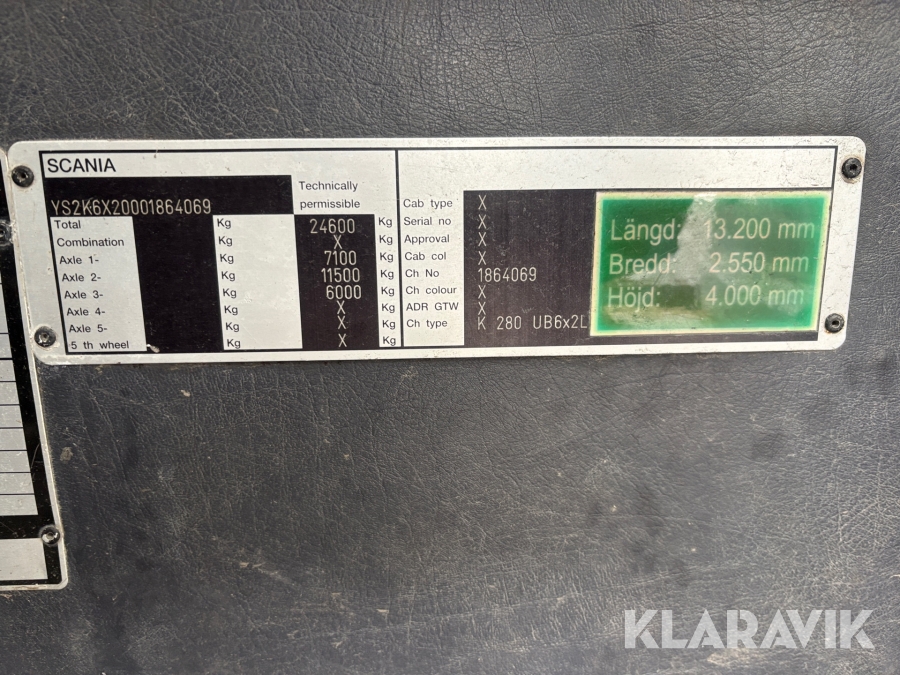 SCANIA
YS2K6X20001864069
Technically
permissible
Total Kg 24600 Kg
Combination Kg X Kg
Axle 1- Kg 7100 Kg
Axle 2- Kg 11500 Kg
Axle 3- Kg 6000 Kg
Axle 4- Kg X Kg
Axle 5- Kg X Kg
5 th wheel Kg X Kg
Cab type X
Serial no X
Approval X
Cab col X
Ch No 1864069
Ch colour X
ADR GTW X
Ch type K 280 UB6x2L
Längd: 13.200 mm
Bredd: 2.550 mm
Höjd: 4.000 mm
KLARAVIK